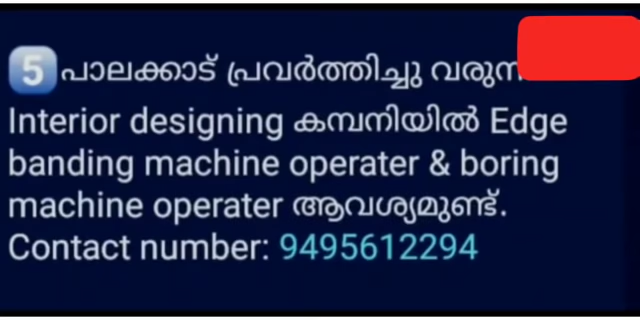 5 പാലക്കാട് പ്രവർത്തിച്ചു
Interior designing കമ്പനിയിൽ Edge
banding machine operater & boring
machine operater ആവശ്യമുണ്ട്.
Contact number: 9495612294